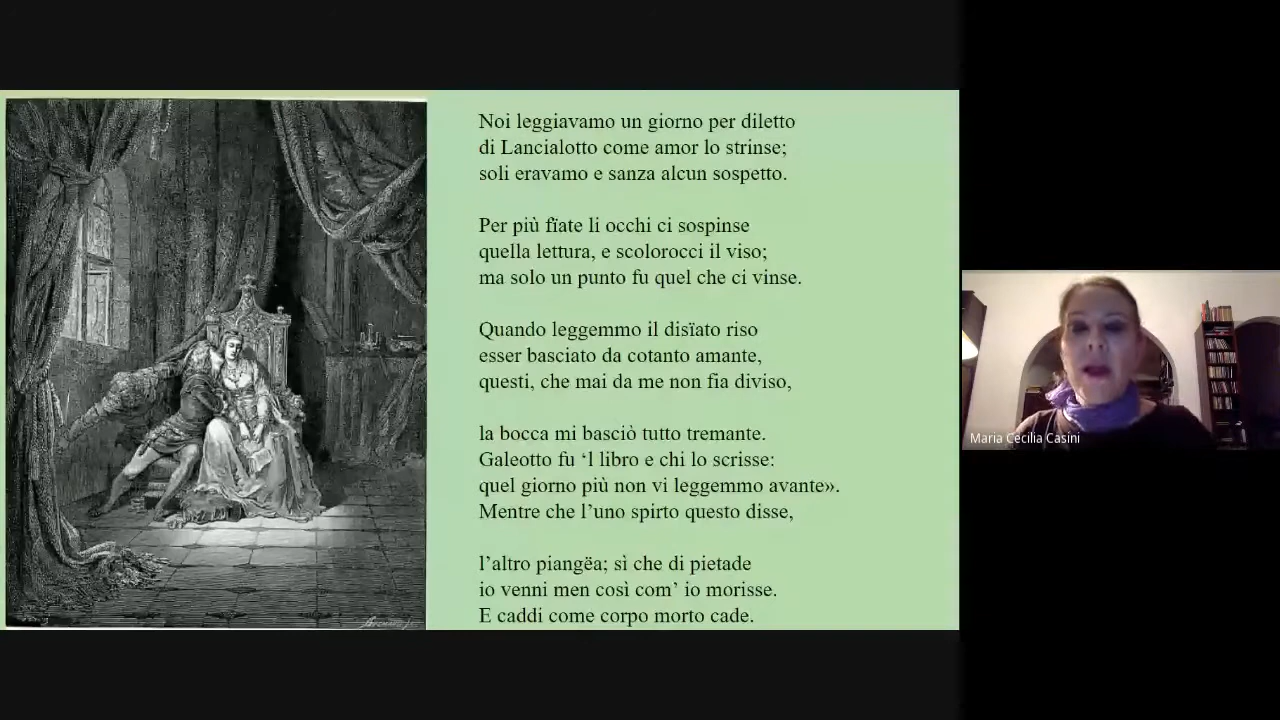 Noi leggiavamo un giorno per diletto
di Lancialotto come amor lo strinse;
soli eravamo e sanza alcun sospetto.
Per più fïate li occhi ci sospinse
quella lettura, e scolorocci il viso;
ma solo un punto fu quel che ci vinse.
Quando leggemmo il disïato riso
esser basciato da cotanto amante,
questi, che mai da me non fia diviso,
la bocca mi basciò tutto tremante.
Galeotto fu ‘l libro e chi lo scrisse:
quel giorno più non vi leggemmo avante».
Mentre che l’uno spirto questo disse,
l’altro piangëa; sì che di pietade
io venni men così com’ io morisse.
E caddi come corpo morto cade.
Maria Cecilia Casini